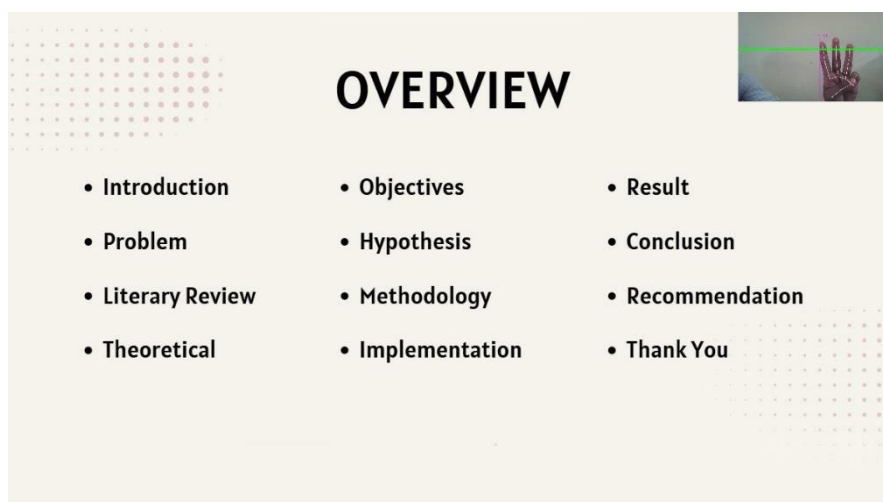 OVERVIEW
• Introduction
• Problem
• Literary Review
• Theoretical
• Objectives
• Hypothesis
• Methodology
• Implementation
• Result
• Conclusion
• Recommendation
• Thank You